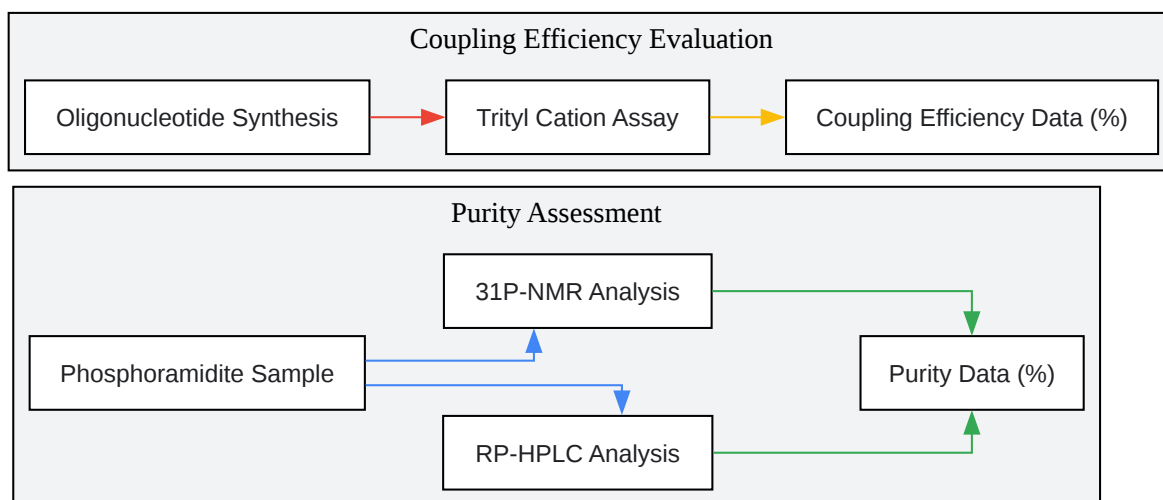 Coupling Efficiency Evaluation
Oligonucleotide Synthesis
Trityl Cation Assay
Coupling Efficiency Data (%)
Purity Assessment
31P-NMR Analysis
Phosphoramidite Sample
Purity Data (%)
RP-HPLC Analysis